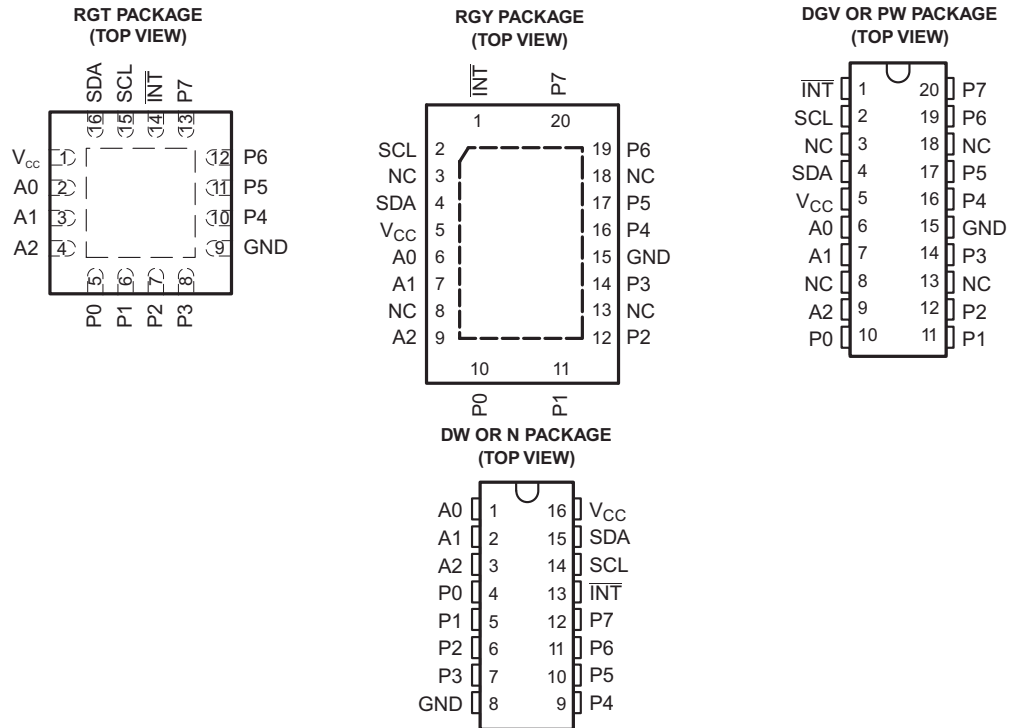 RGT PACKAGE
(TOP VIEW)
SDA SCL INT P7
16 15 14 13
VCC 1 12 P6
A0 2 11 P5
A1 3 10 P4
A2 4 9 GND
5 6 7 8
P0 P1 P2 P3
RGY PACKAGE
(TOP VIEW)
INT P7
1 20
SCL 2 19 P6
NC 3 18 NC
SDA 4 17 P5
VCC 5 16 P4
A0 6 15 GND
A1 7 14 P3
NC 8 13 NC
A2 9 12 P2
10 11
P0 P1
DGV OR PW PACKAGE
(TOP VIEW)
INT 1 20 P7
SCL 2 19 P6
NC 3 18 NC
SDA 4 17 P5
VCC 5 16 P4
A0 6 15 GND
A1 7 14 P3
NC 8 13 NC
A2 9 12 P2
P0 10 11 P1
DW OR N PACKAGE
(TOP VIEW)
A0 1 16 VCC
A1 2 15 SDA
A2 3 14 SCL
P0 4 13 INT
P1 5 12 P7
P2 6 11 P6
P3 7 10 P5
GND 8 9 P4